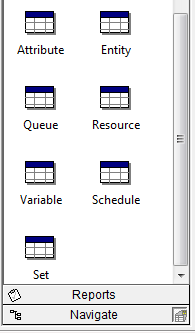 Attribute Entity
Queue Resource
Variable Schedule
Set
Reports
Navigate